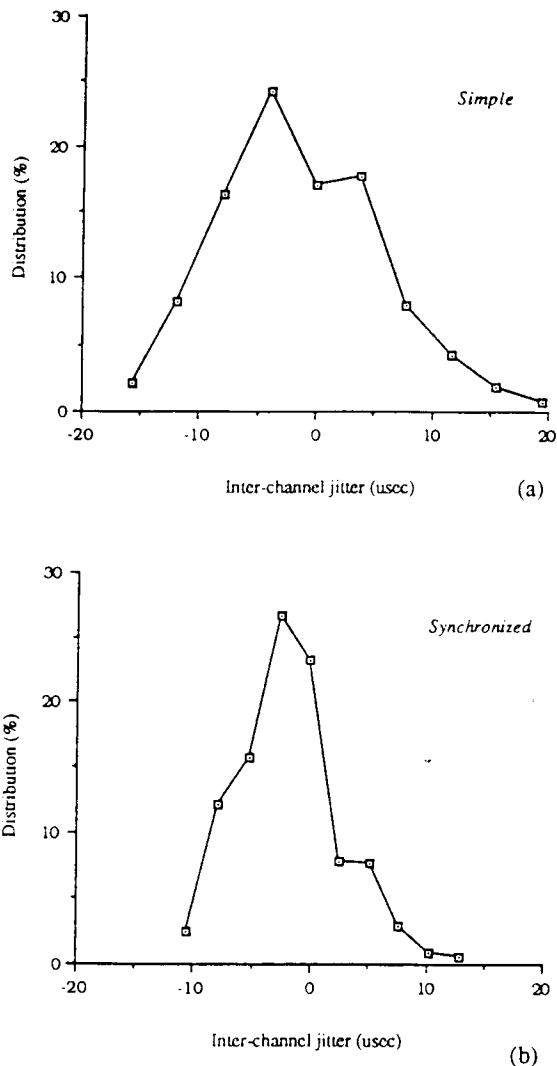 30
Simple
20
Distribution (%)
10
0
-20 -10 0 10 20
Inter-channel jitter (usec)
(a)
30
Synchronized
20
Distribution (%)
10
0
-20 -10 0 10 20
Inter-channel jitter (usec)
(b)